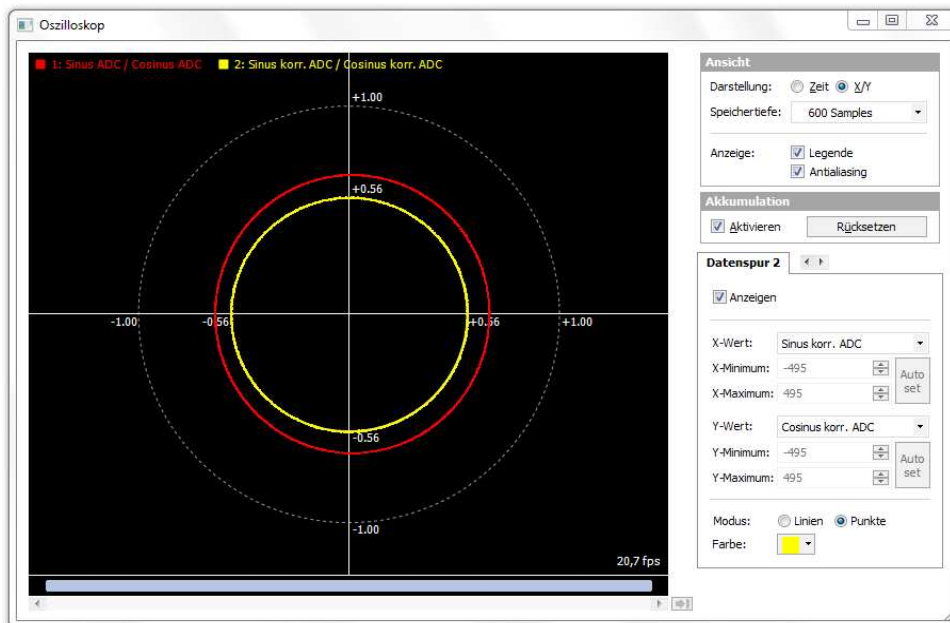 Oszilloskop
1: Sinus ADC / Cosinus ADC 2: Sinus korr. ADC / Cosinus korr. ADC
+1.00
+0.56
-1.00 -0.56 +0.56 +1.00
-0.56
-1.00
20,7 fps
Ansicht
Darstellung: Zeit X/Y
Speichertiefe: 600 Samples
Anzeige: Legende
Antialiasing
Akkumulation
Aktivieren Rücksetzen
Datenspur 2
Anzeigen
X-Wert: Sinus korr. ADC
X-Minimum: -495
X-Maximum: 495
Auto
set
Y-Wert: Cosinus korr. ADC
Y-Minimum: -495
Y-Maximum: 495
Auto
set
Modus: Linien Punkte
Farbe: